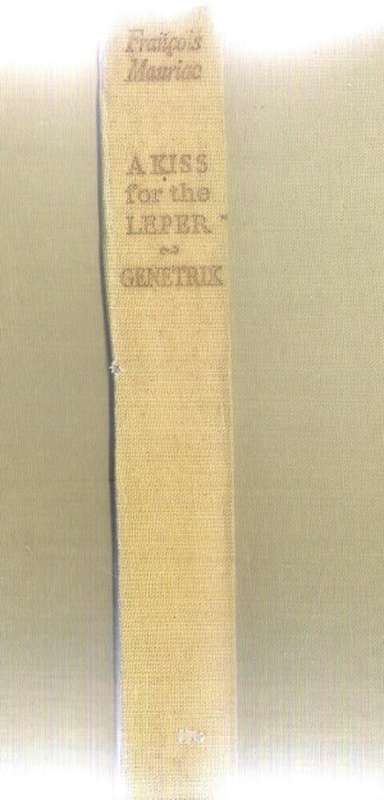 François
Mauriac
A KISS
for the
LEPER
GENETRIX